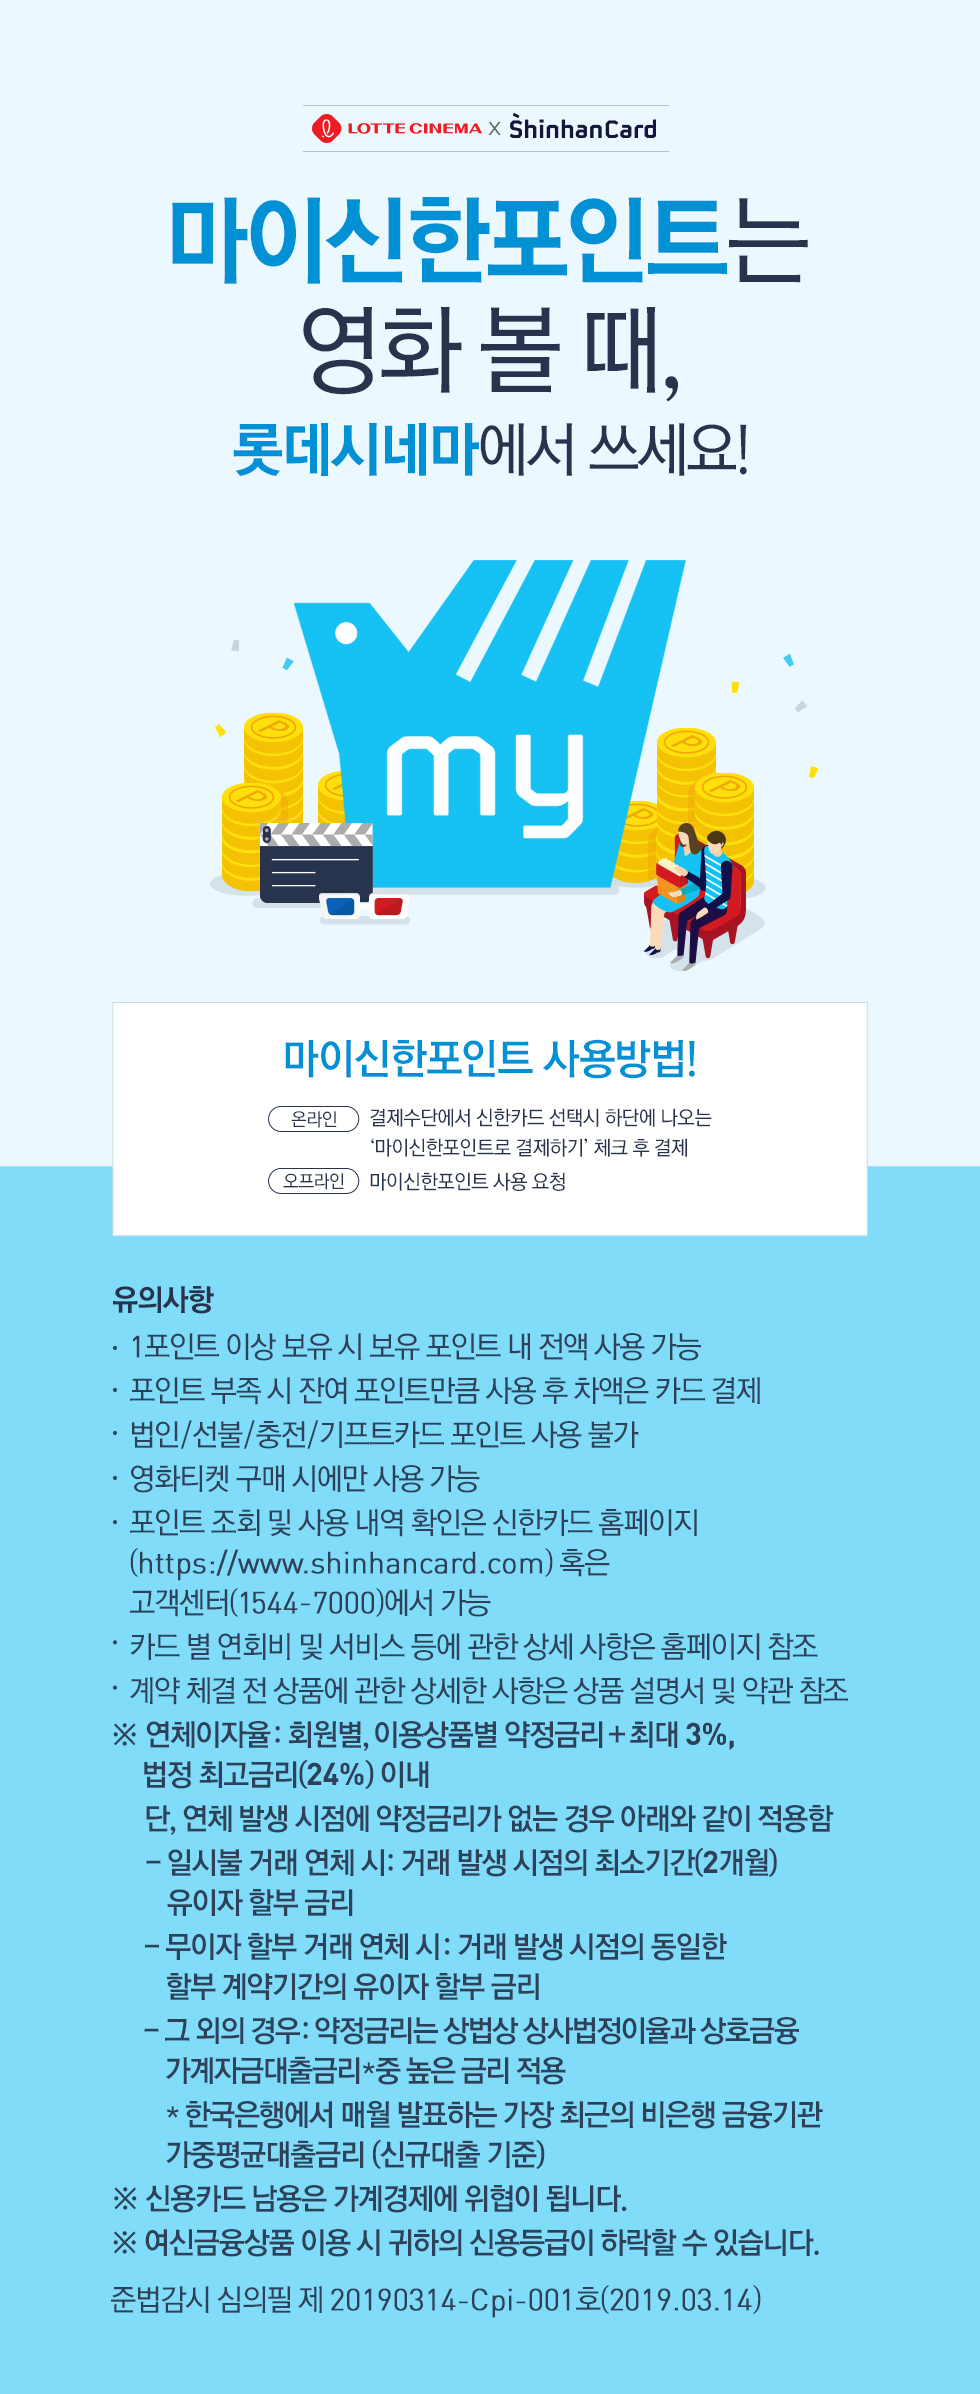 LOTTE CINEMA X ShinhanCard
마이신한포인트는
영화 볼 때,
롯데시네마에서 쓰세요!
my
마이신한포인트 사용방법!
온라인 결제수단에서 신한카드 선택시 하단에 나오는
‘마이신한포인트로 결제하기’ 체크 후 결제
오프라인 마이신한포인트 사용 요청
유의사항
· 1포인트 이상 보유 시 보유 포인트 내 전액 사용 가능
· 포인트 부족 시 잔여 포인트만큼 사용 후 차액은 카드 결제
· 법인/선불/충전/기프트카드 포인트 사용 불가
· 영화티켓 구매 시에만 사용 가능
· 포인트 조회 및 사용 내역 확인은 신한카드 홈페이지
(https://www.shinhancard.com) 혹은
고객센터(1544-7000)에서 가능
· 카드 별 연회비 및 서비스 등에 관한 상세 사항은 홈페이지 참조
· 계약 체결 전 상품에 관한 상세한 사항은 상품 설명서 및 약관 참조
※ 연체이자율 : 회원별, 이용상품별 약정금리 + 최대 3%,
법정 최고금리(24%) 이내
단, 연체 발생 시점에 약정금리가 없는 경우 아래와 같이 적용함
– 일시불 거래 연체 시 : 거래 발생 시점의 최소기간(2개월)
유이자 할부 금리
– 무이자 할부 거래 연체 시 : 거래 발생 시점의 동일한
할부 계약기간의 유이자 할부 금리
– 그 외의 경우 : 약정금리는 상법상 상사법정이율과 상호금융
가계자금대출금리*중 높은 금리 적용
* 한국은행에서 매월 발표하는 가장 최근의 비은행 금융기관
가중평균대출금리 (신규대출 기준)
※ 신용카드 남용은 가계경제에 위협이 됩니다.
※ 여신금융상품 이용 시 귀하의 신용등급이 하락할 수 있습니다.
준법감시 심의필 제 20190314-Cpi-001호(2019.03.14)